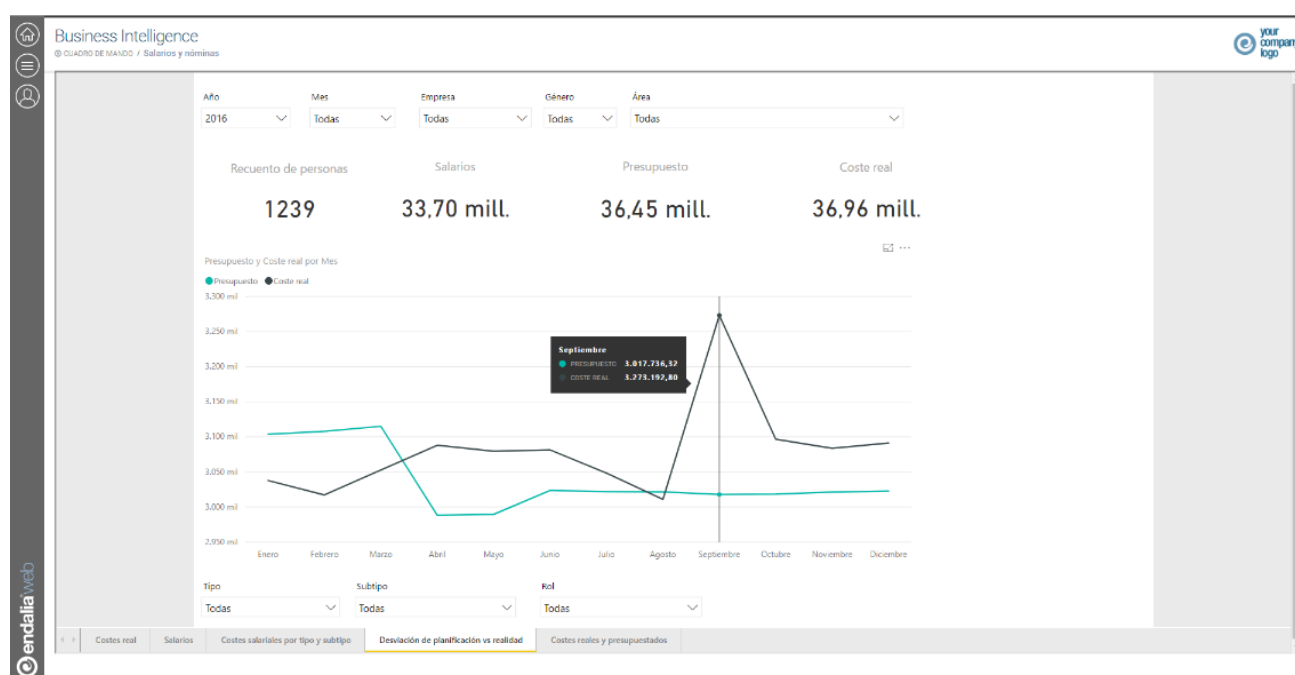 Business Intelligence
CUADRO DE MANDO / Salarios y nóminas
your
company
logo
Año Mes Empresa Género Área
2016 Todas Todas Todas Todas
Recuento de personas Salarios Presupuesto Coste real
1239 33,70 mill. 36,45 mill. 36,96 mill.
Presupuesto y Coste real por Mes
Presupuesto Coste real
3.300 mil
3.250 mil
3.200 mil
3.150 mil
3.100 mil
3.050 mil
3.000 mil
2.950 mil
Septiembre
PRESUPUESTO 3.017.736,32
COSTE REAL 3.273.192,80
Enero Febrero Marzo Abril Mayo Junio Julio Agosto Septiembre Octubre Noviembre Diciembre
Tipo Subtipo Rol
Todas Todas Todas
Costes real Salarios Costes salariales por tipo y subtipo Desviación de planificación vs realidad Costes reales y presupuestados
endalia web